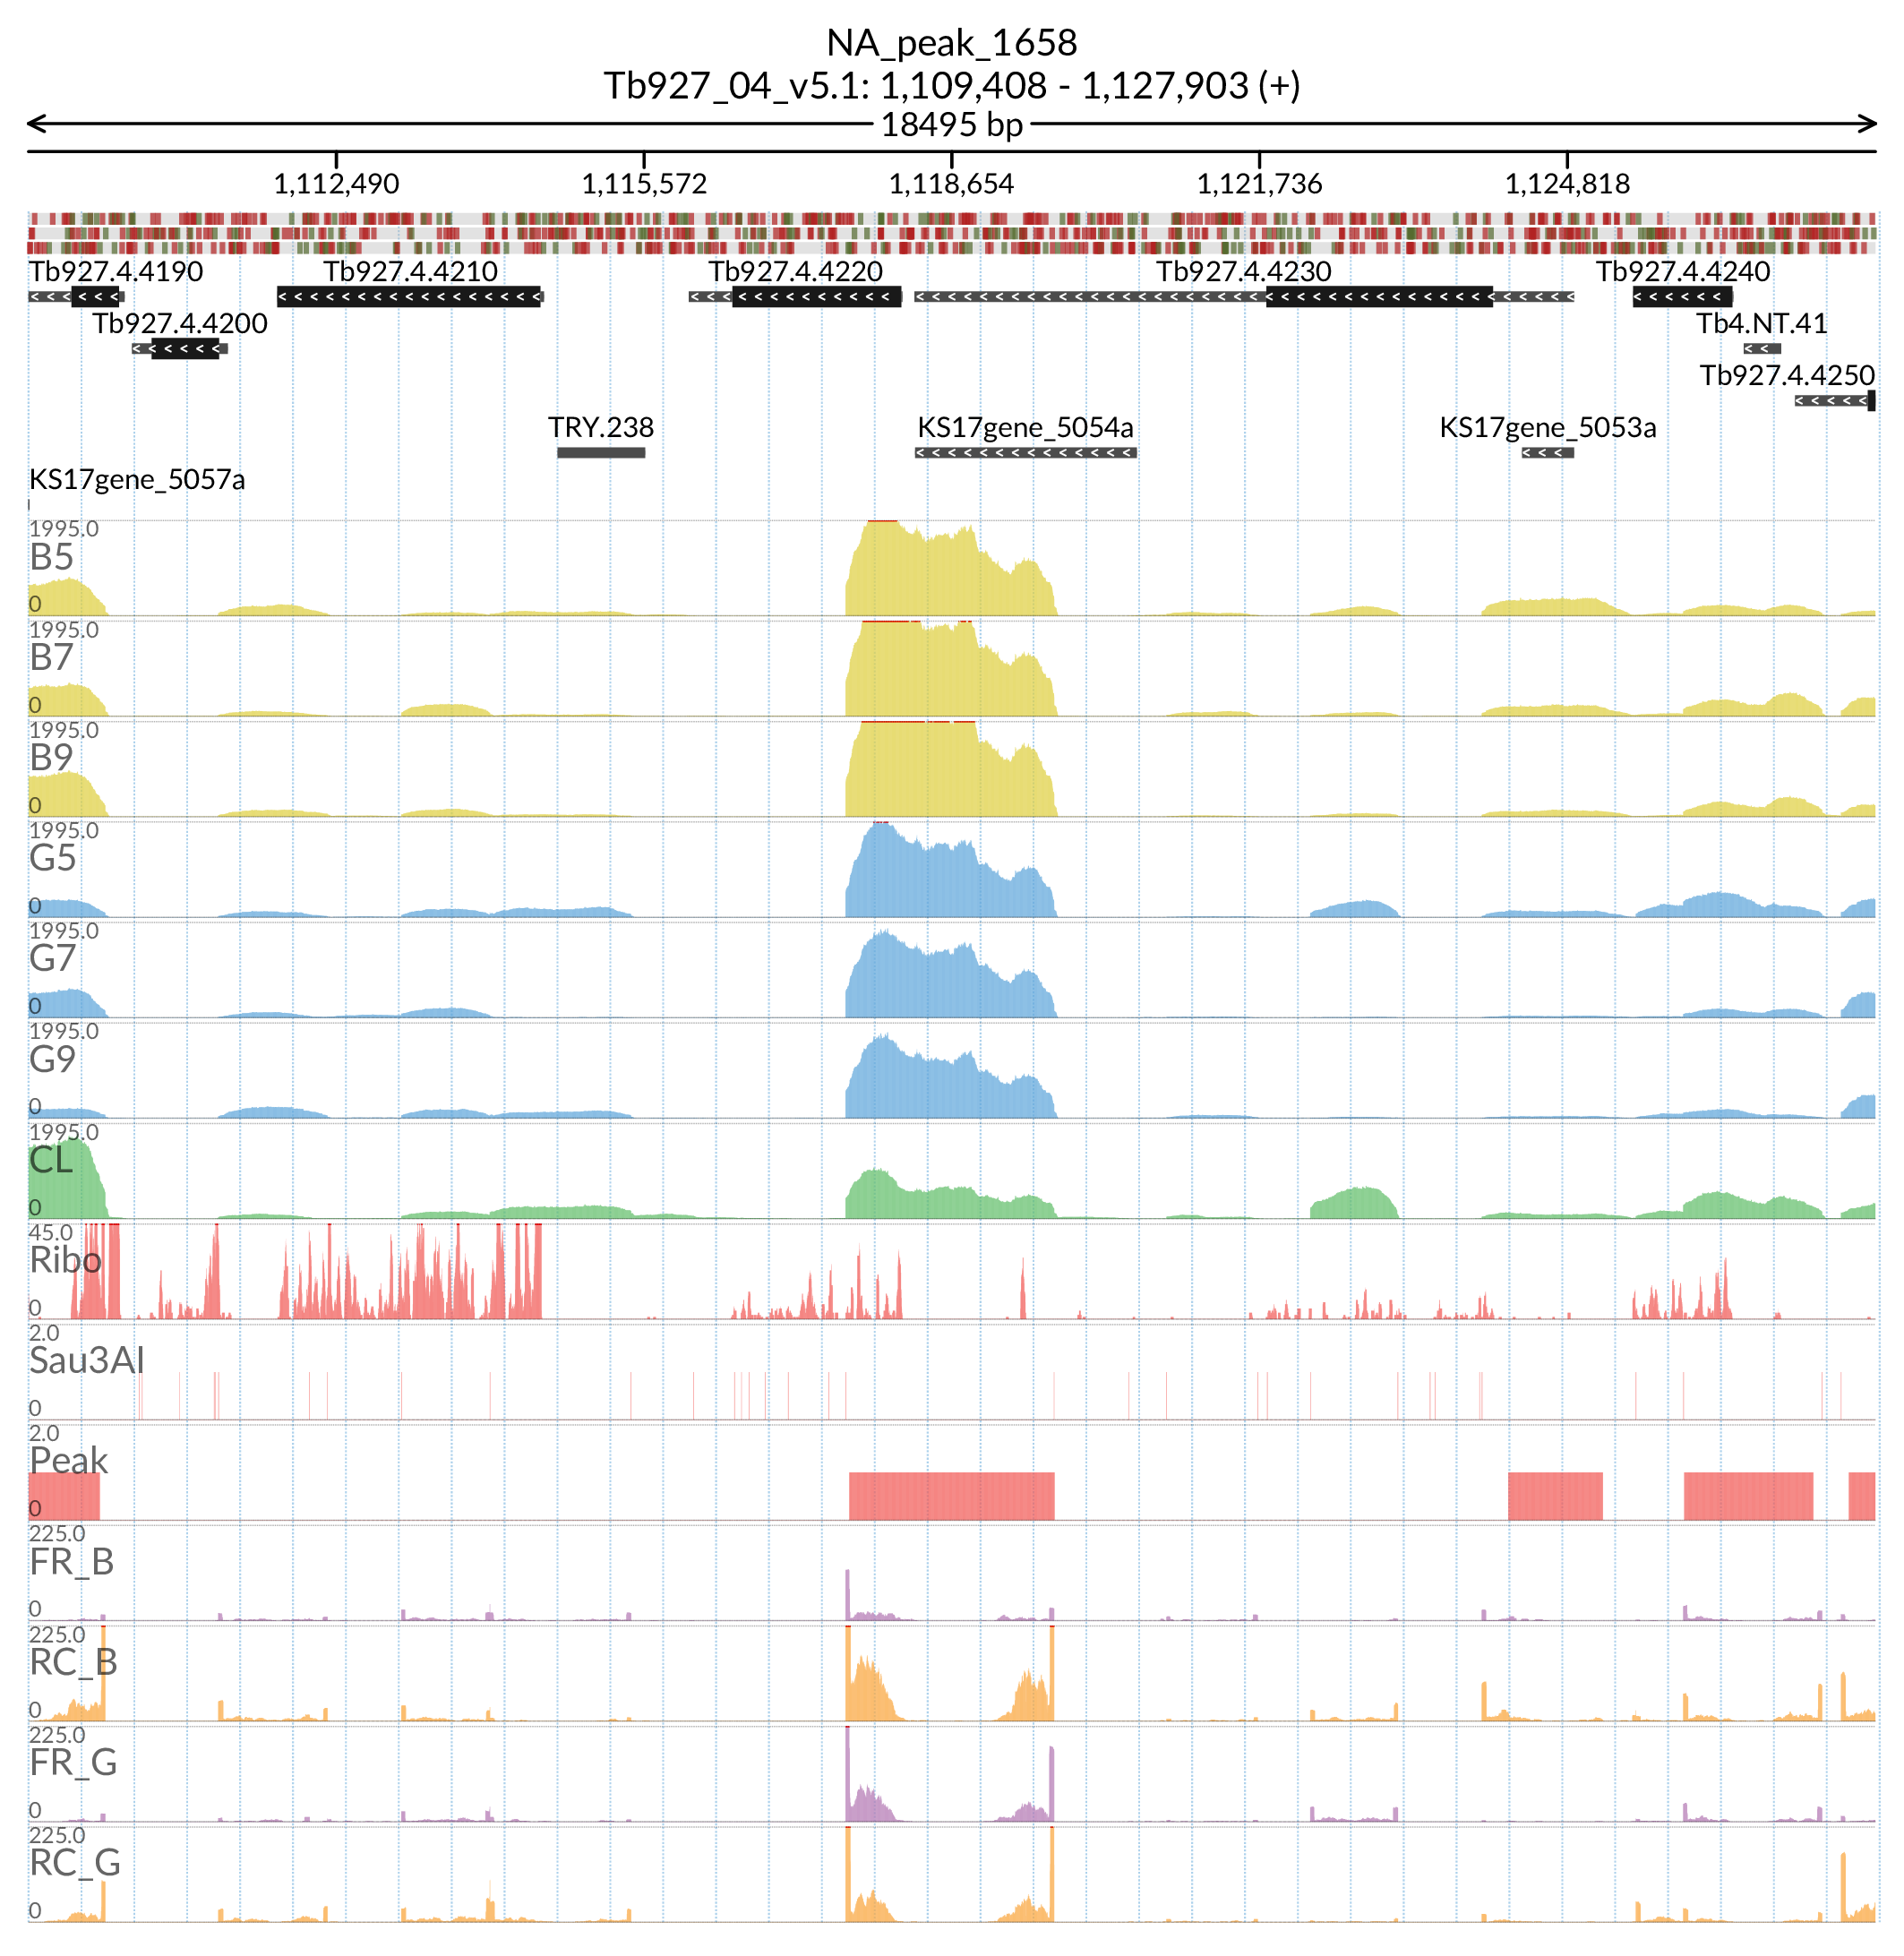 NA_peak_1658
Tb927_04_v5.1: 1,109,408 - 1,127,903 (+)
18495 bp
1,112,490 1,115,572 1,118,654 1,121,736 1,124,818
Tb927.4.4190 Tb927.4.4210 Tb927.4.4220 Tb927.4.4230 Tb927.4.4240
Tb927.4.4200 Tb4.NT.41
Tb927.4.4250
TRY.238 KS17gene_5054a KS17gene_5053a
KS17gene_5057a
1995.0
B5
0
1995.0
B7
0
1995.0
B9
0
1995.0
G5
0
1995.0
G7
0
1995.0
G9
0
1995.0
CL
0
45.0
Ribo
0
2.0
Sau3AI
0
2.0
Peak
0
225.0
FR_B
0
225.0
RC_B
0
225.0
FR_G
0
225.0
RC_G
0